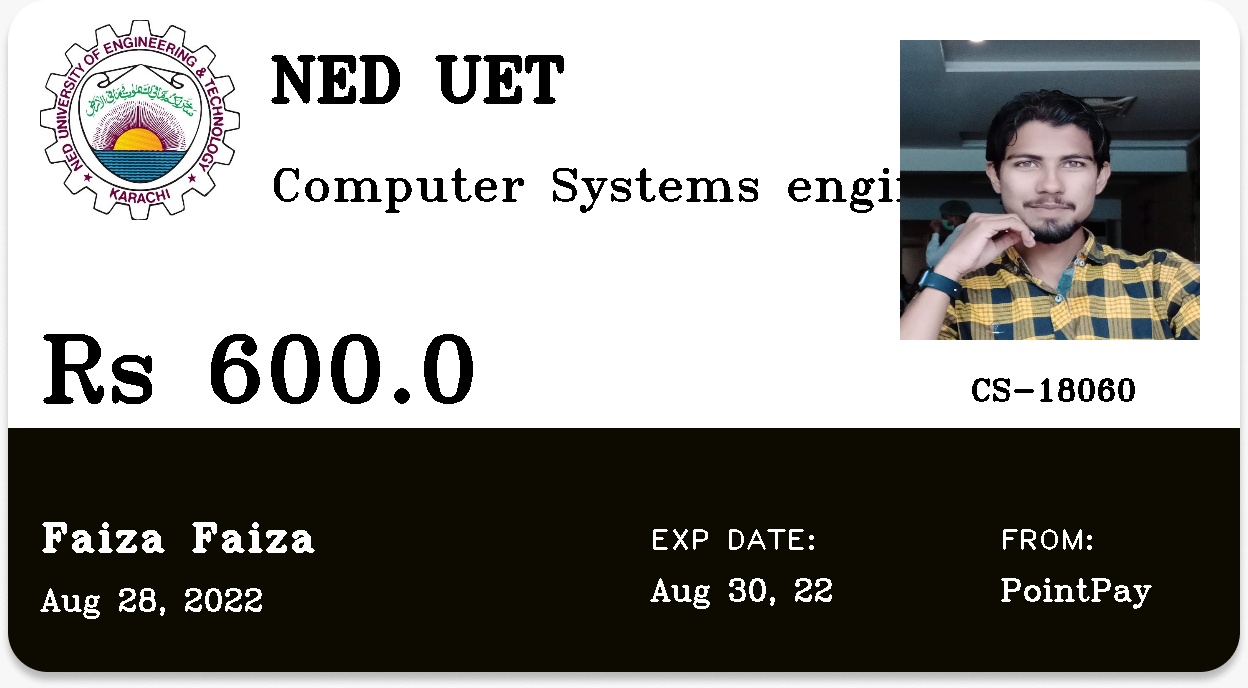 NED UNIVERSITY OF ENGINEERING & TECHNOLOGY
KARACHI
NED UET
Computer Systems engi
Rs 600.0
CS-18060
Faiza Faiza
Aug 28, 2022
EXP DATE:
Aug 30, 22
FROM:
PointPay